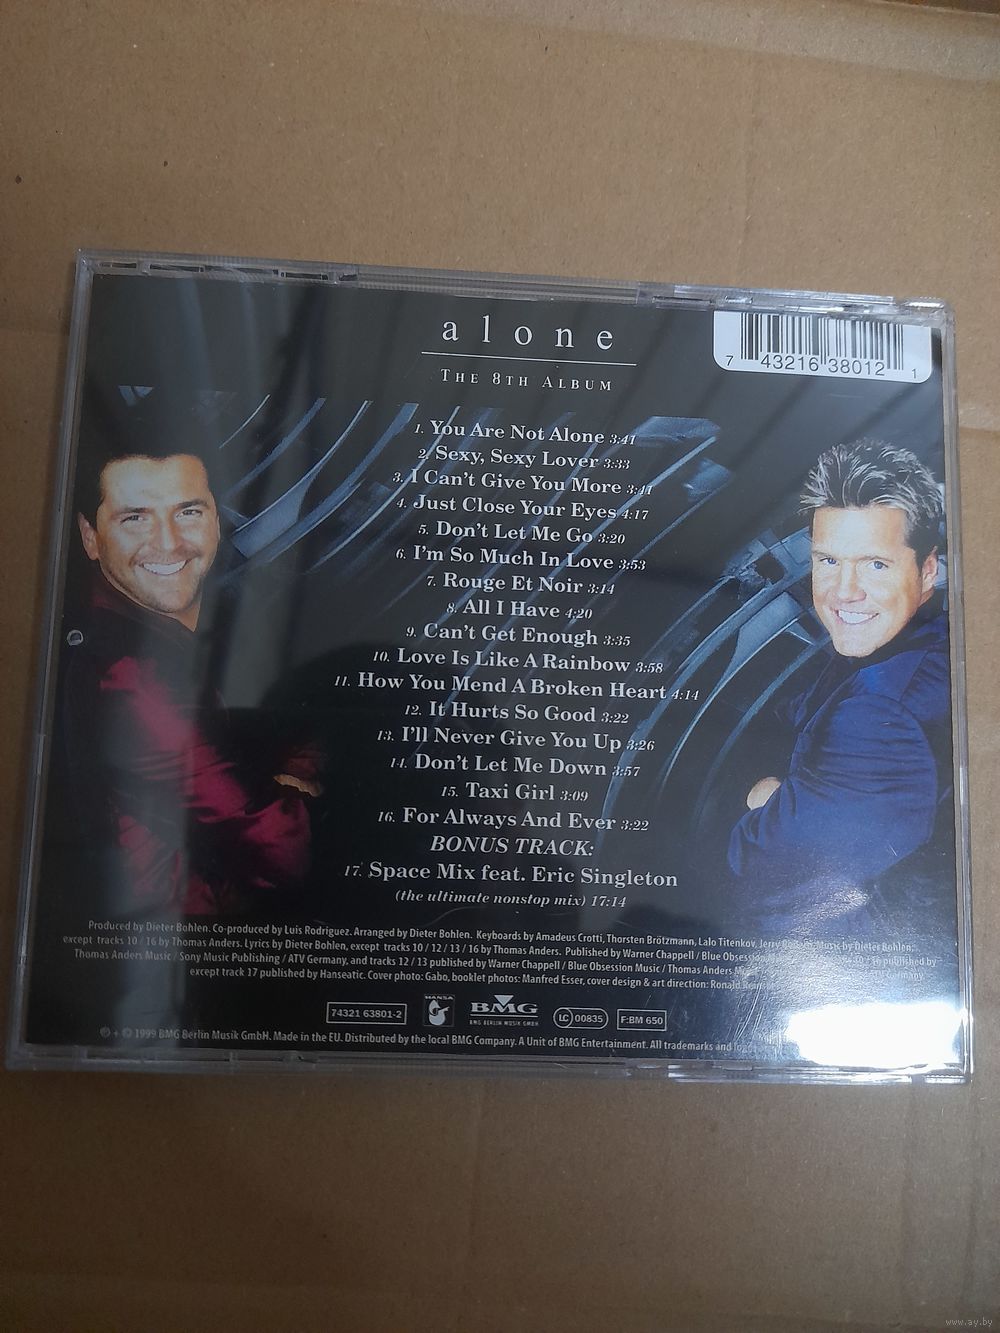 alone
THE 8TH ALBUM
7 43216 38012 1
1. You Are Not Alone 3:41
2. Sexy, Sexy Lover 3:33
3. I Can't Give You More 3:41
4. Just Close Your Eyes 4:17
5. Don't Let Me Go 3:20
6. I'm So Much In Love 3:53
7. Rouge Et Noir 3:14
8. All I Have 4:20
9. Can't Get Enough 3:35
10. Love Is Like A Rainbow 3:58
11. How You Mend A Broken Heart 4:14
12. It Hurts So Good 3:22
13. I'll Never Give You Up 3:26
14. Don't Let Me Down 3:57
15. Taxi Girl 3:09
16. For Always And Ever 3:22
BONUS TRACK:
17. Space Mix feat. Eric Singleton
(the ultimate nonstop mix) 17:14
Produced by Dieter Bohlen. Co-produced by Luis Rodriguez. Arranged by Dieter Bohlen. Keyboards by Amadeus Crotti, Thorsten Brötzmann, Lalo Titenkov, Jerry Music by Dieter Bohlen,
except tracks 10 / 16 by Thomas Anders. Lyrics by Dieter Bohlen, except tracks 10 / 12 / 13 / 16 by Thomas Anders. Published by Warner Chappell / Blue Obsession published by
Thomas Anders Music / Sony Music Publishing / ATV Germany, and tracks 12 / 13 published by Warner Chappell / Blue Obsession Music / Thomas Anders Germany
except track 17 published by Hanseatic. Cover photo: Gabo, booklet photos: Manfred Esser, cover design & art direction: Ronald
74321 63801-2
HANSA
BMG
BMG BERLIN MUSIK GMBH
LC 00835
F:BM 650
℗ + © 1999 BMG Berlin Musik GmbH. Made in the EU. Distributed by the local BMG Company. A Unit of BMG Entertainment. All trademarks and
www.ay.by